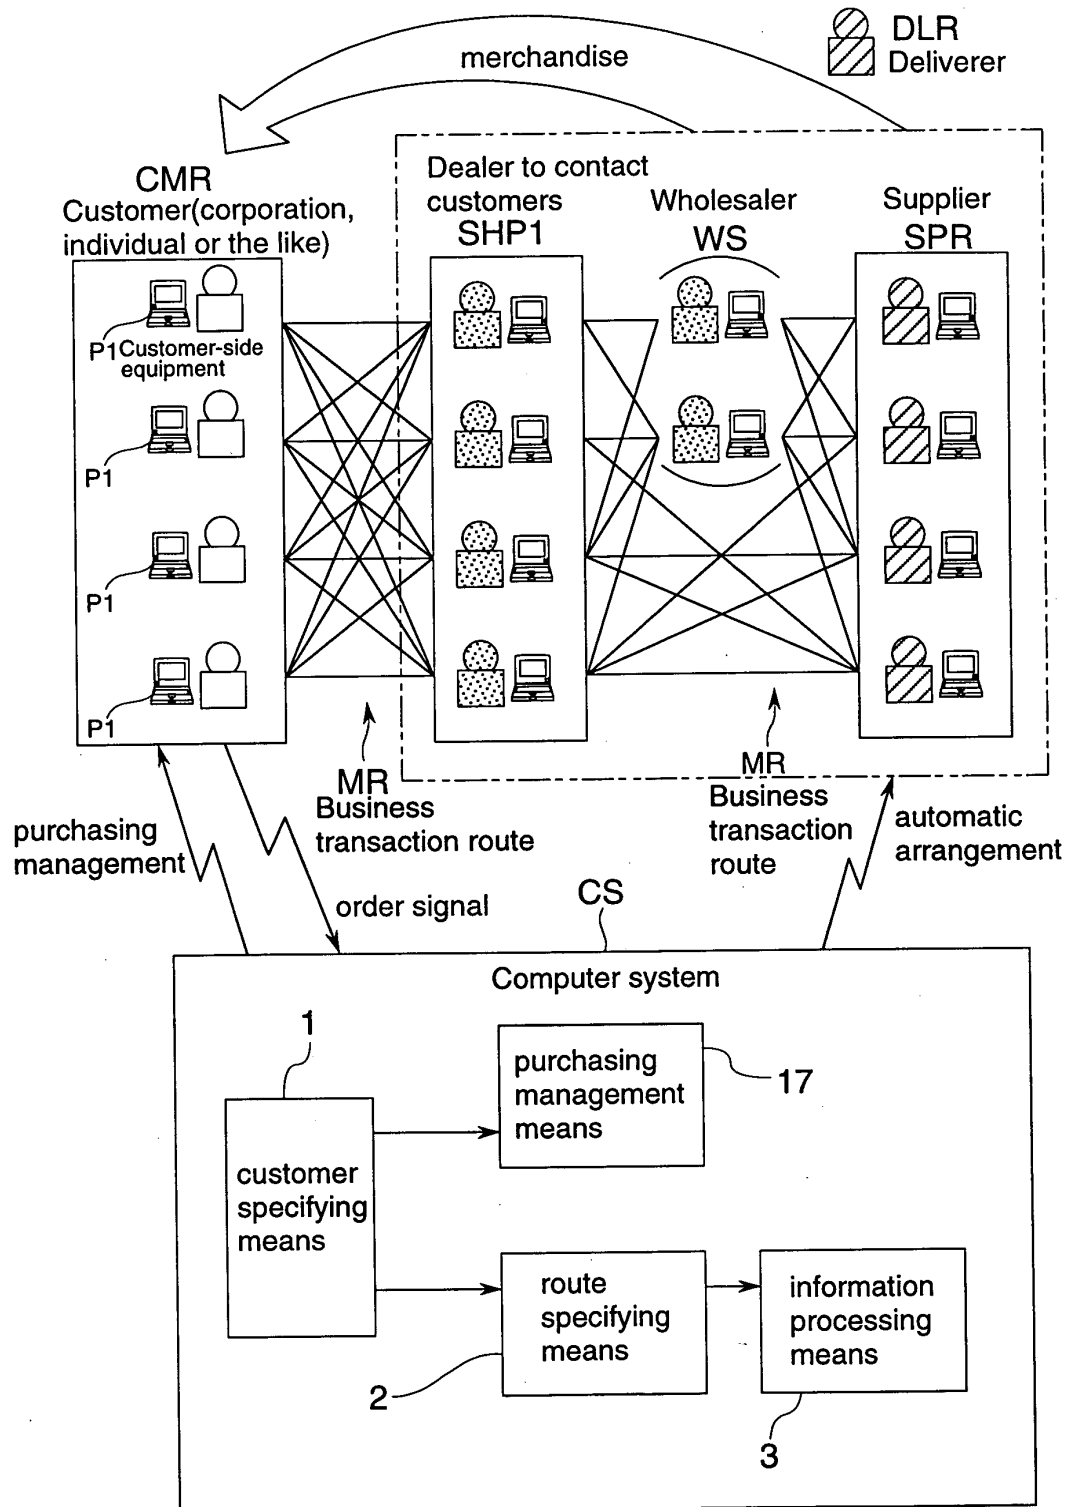 DLR
Deliverer
merchandise
CMR
Customer(corporation,
individual or the like)
Dealer to contact
customers
SHP1
Wholesaler
WS
Supplier
SPR
P1
Customer-side
equipment
P1
P1
P1
MR
Business
transaction route
MR
Business
transaction
route
purchasing
management
order signal
automatic
arrangement
CS
Computer system
1
customer
specifying
means
purchasing
management
means
17
route
specifying
means
2
information
processing
means
3